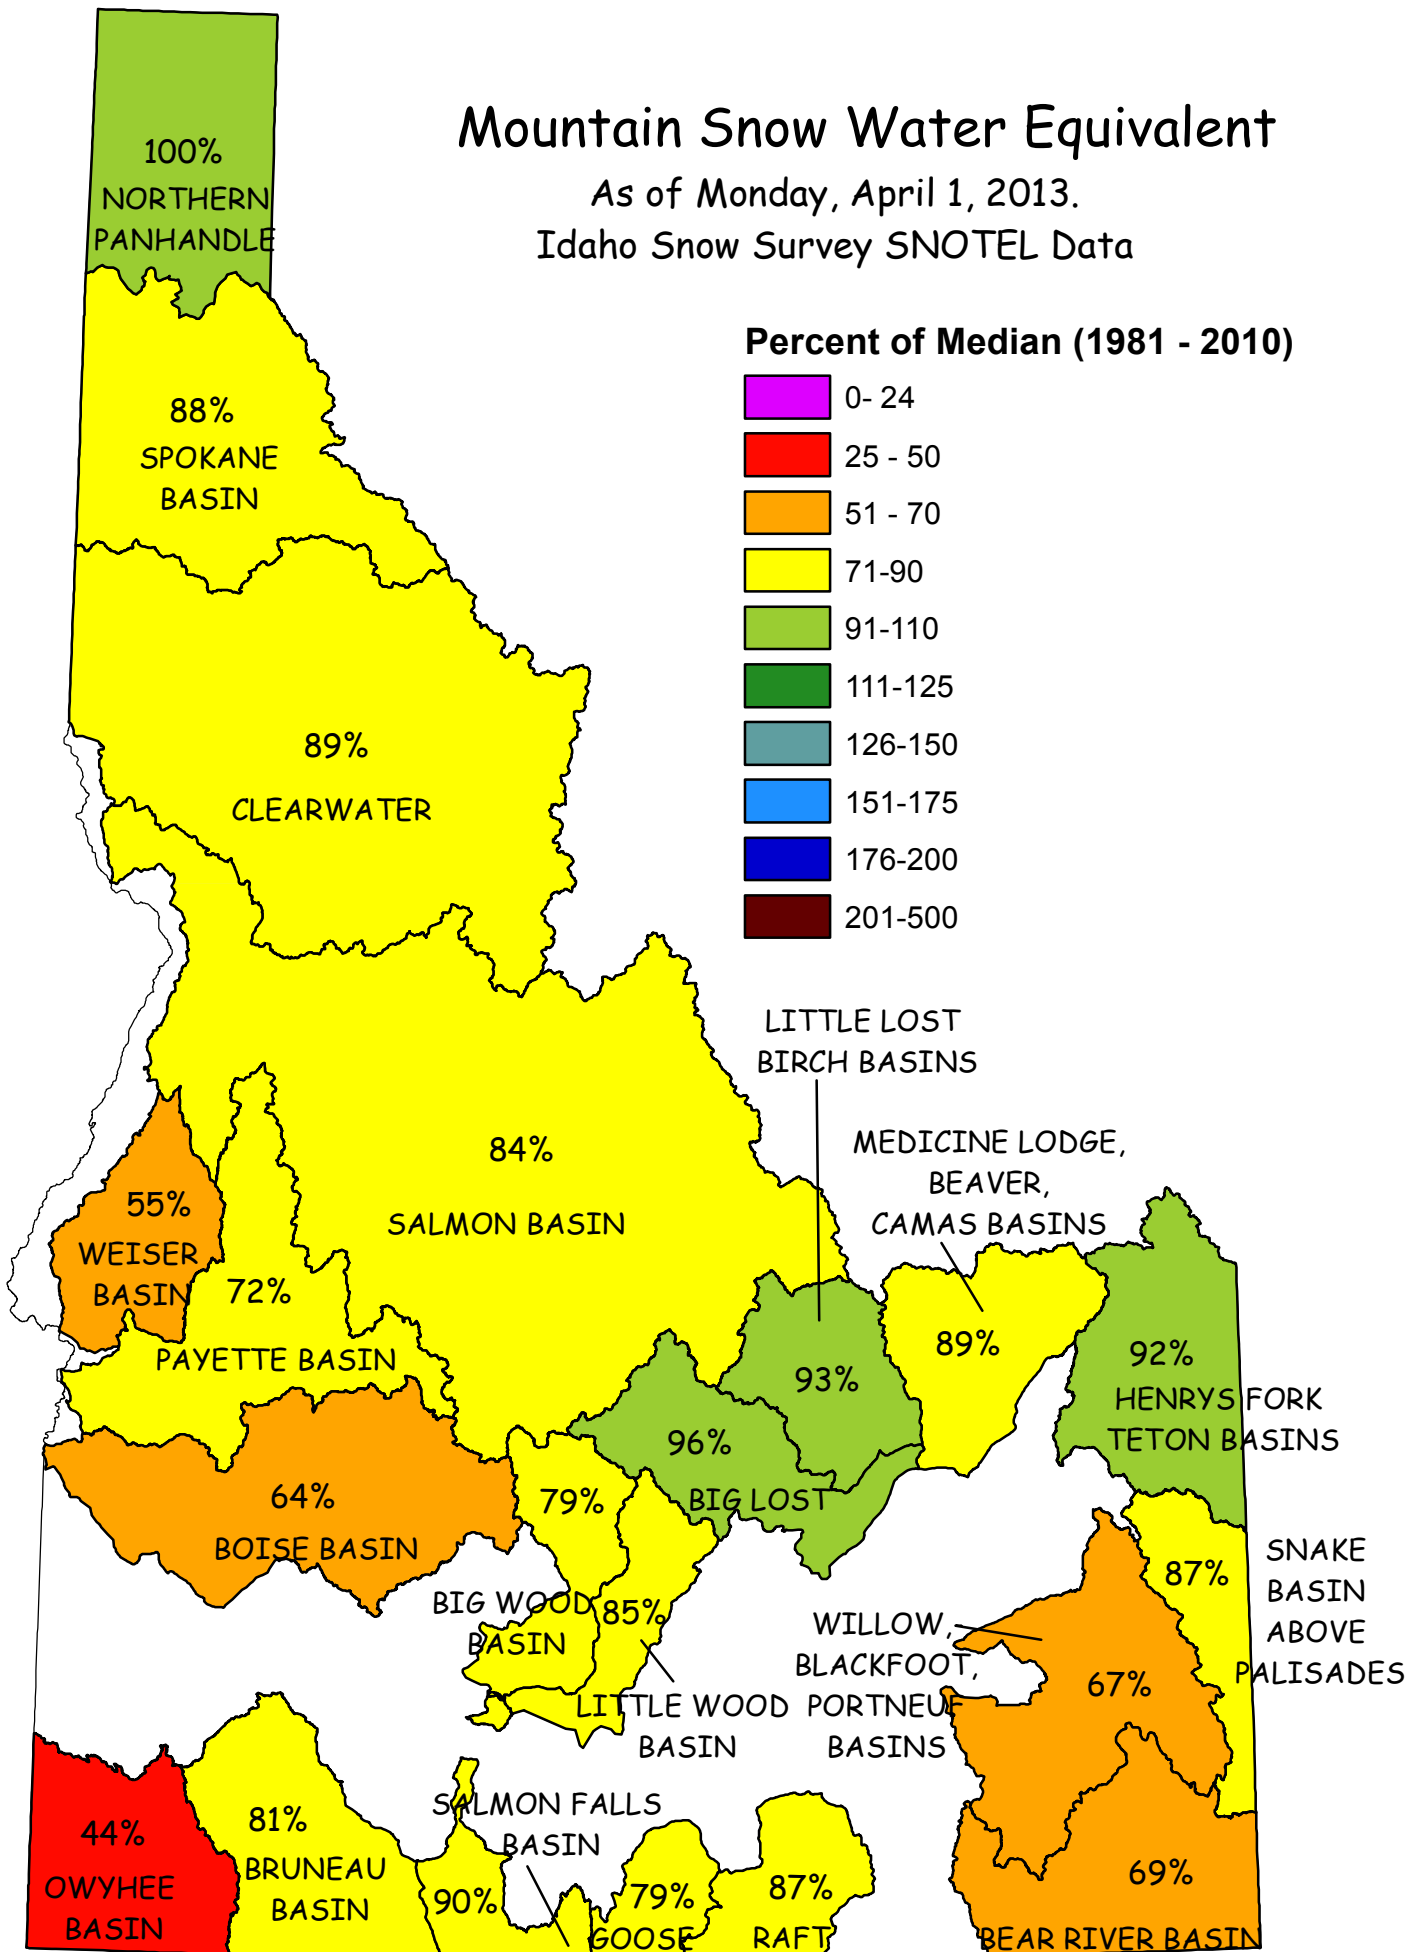 Mountain Snow Water Equivalent
As of Monday, April 1, 2013.
Idaho Snow Survey SNOTEL Data
Percent of Median (1981 - 2010)
0- 24
25 - 50
51 - 70
71-90
91-110
111-125
126-150
151-175
176-200
201-500
100%
NORTHERN
PANHANDLE
88%
SPOKANE
BASIN
89%
CLEARWATER
84%
SALMON BASIN
LITTLE LOST
BIRCH BASINS
93%
MEDICINE LODGE,
BEAVER,
CAMAS BASINS
89%
92%
HENRYS FORK
TETON BASINS
55%
WEISER
BASIN
72%
PAYETTE BASIN
96%
BIG LOST
64%
BOISE BASIN
79%
BIG WOOD
BASIN
85%
LITTLE WOOD
BASIN
87%
SNAKE
BASIN
ABOVE
PALISADES
WILLOW,
BLACKFOOT,
PORTNEUF
BASINS
67%
44%
OWYHEE
BASIN
81%
BRUNEAU
BASIN
SALMON FALLS
BASIN
90%
79%
GOOSE
87%
RAFT
69%
BEAR RIVER BASIN